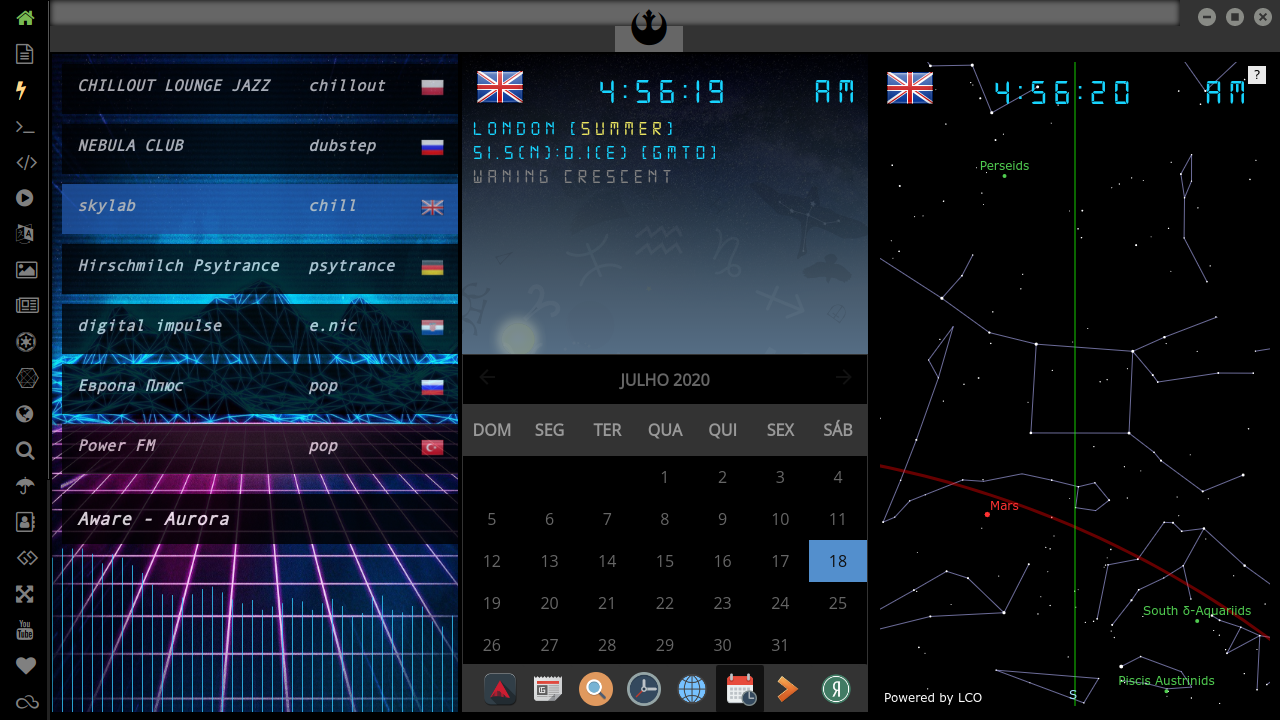 CHILLOUT LOUNGE JAZZ chillout
NEBULA CLUB dubstep
skylab chill
Hirschmilch Psytrance psytrance
digital impulse e.nic
Европа Плюс pop
Power FM pop
Aware - Aurora
4:56:19 AM
LONDON (SUMMER)
51.5(N):0.1(E) (GMT0)
WANING CRESCENT
JULHO 2020
DOM SEG TER QUA QUI SEX SÁB
1 2 3 4
5 6 7 8 9 10 11
12 13 14 15 16 17 18
19 20 21 22 23 24 25
26 27 28 29 30 31
4:56:20 AM
?
Perseids
Mars
South δ-Aquariids
Piscis Austrinids
S
Powered by LCO
You
Tube